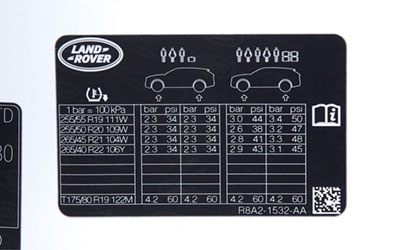 LAND
ROVER
1 bar = 100 kPa bar psi bar psi bar psi bar psi
255/55 R19 111W 2.3 34 2.3 34 3.0 44 3.4 50
255/50 R20 109W 2.3 34 2.3 34 2.6 38 3.2 47
265/45 R21 104W 2.3 34 2.3 34 2.8 41 3.3 48
265/40 R22 106Y 2.3 34 2.3 34 2.9 43 3.1 45
T175/80 R19 122M 4.2 60 4.2 60 4.2 60 4.2 60
R8A2-1532-AA
TD
80